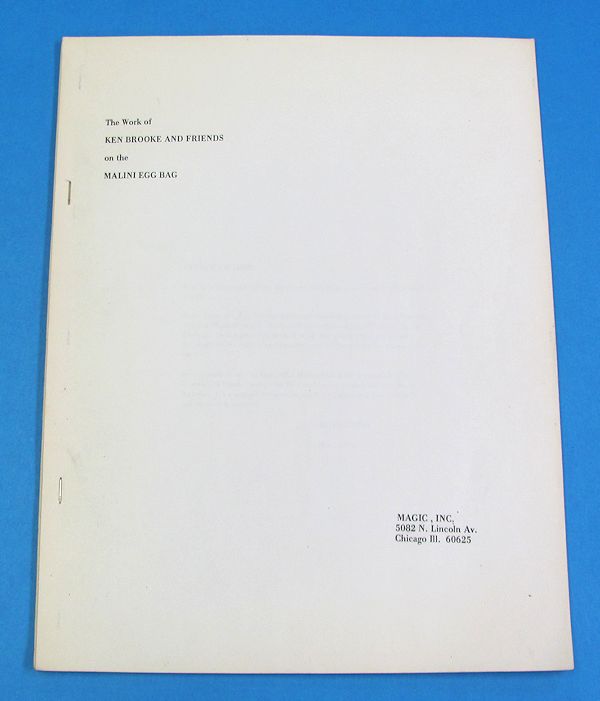 The Work of
KEN BROOKE AND FRIENDS
on the
MALINI EGG BAG
MAGIC , INC.
5082 N. Lincoln Av.
Chicago Ill. 60625